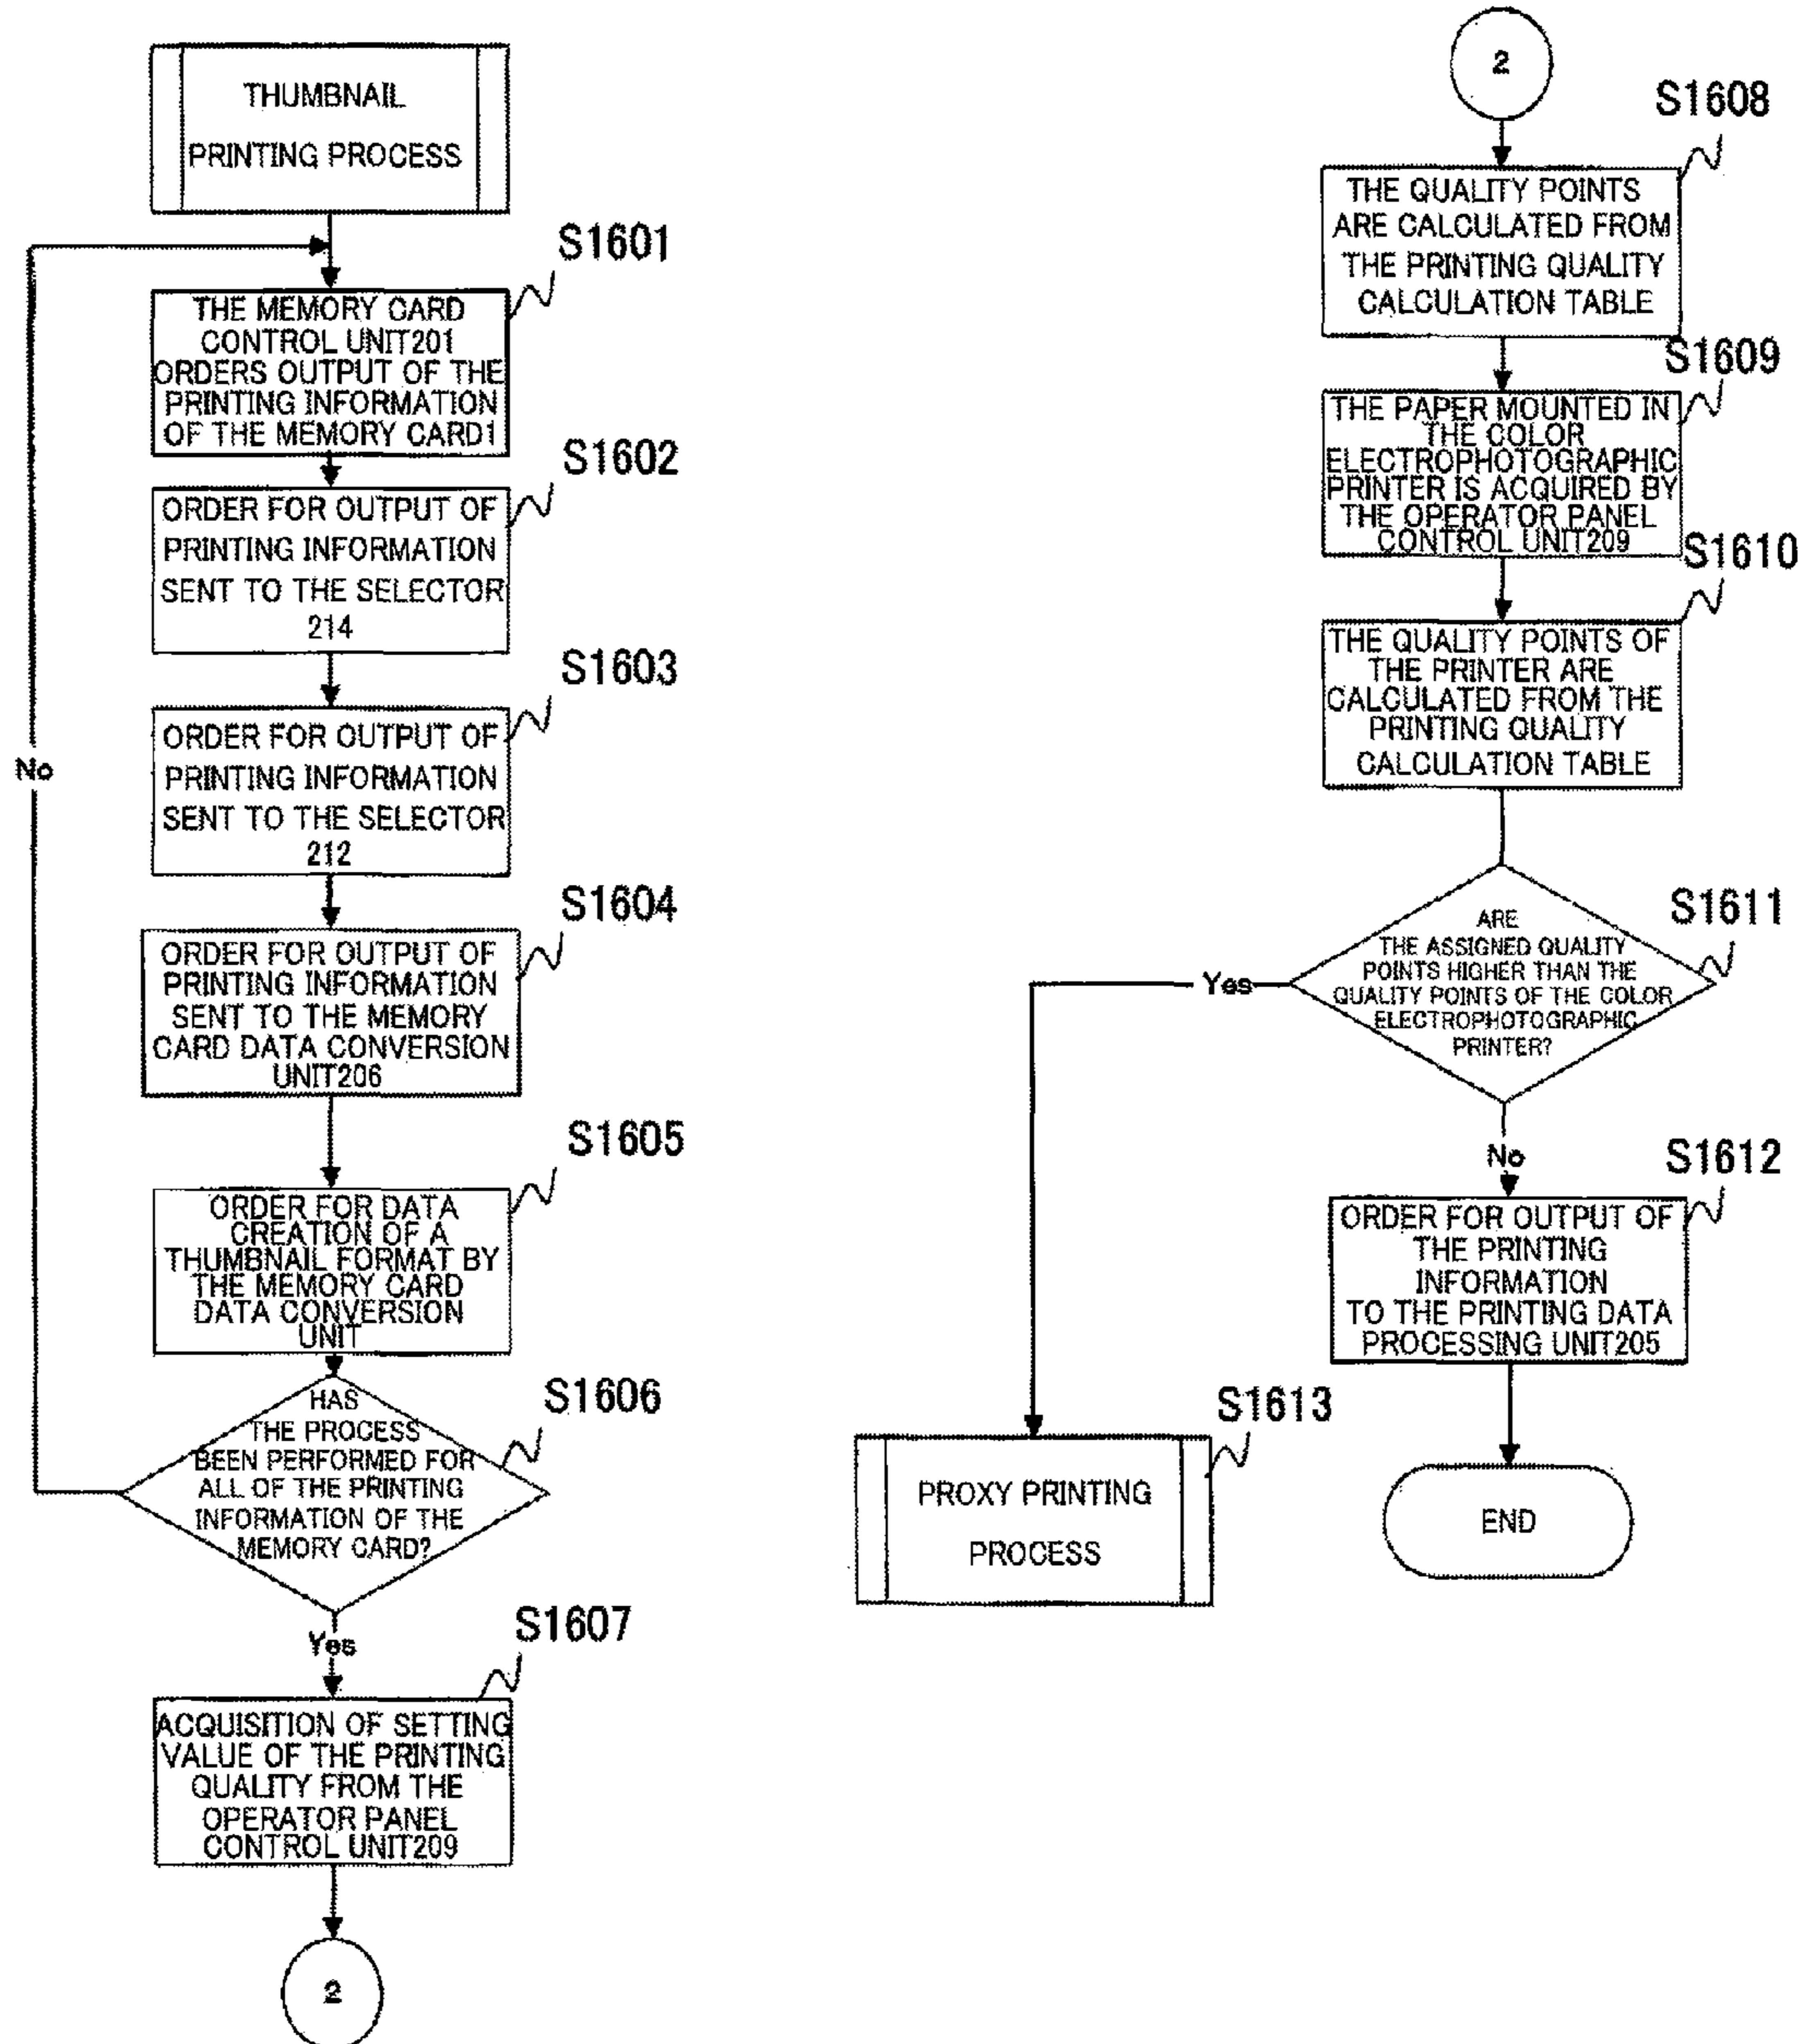 THUMBNAIL
PRINTING PROCESS
S1601
THE MEMORY CARD
CONTROL UNIT201
ORDERS OUTPUT OF THE
PRINTING INFORMATION
OF THE MEMORY CARD1
S1602
ORDER FOR OUTPUT OF
PRINTING INFORMATION
SENT TO THE SELECTOR
214
S1603
ORDER FOR OUTPUT OF
PRINTING INFORMATION
SENT TO THE SELECTOR
212
No
S1604
ORDER FOR OUTPUT OF
PRINTING INFORMATION
SENT TO THE MEMORY
CARD DATA CONVERSION
UNIT206
S1605
ORDER FOR DATA
CREATION OF A
THUMBNAIL FORMAT BY
THE MEMORY CARD
DATA CONVERSION
UNIT
S1606
HAS
THE PROCESS
BEEN PERFORMED FOR
ALL OF THE PRINTING
INFORMATION OF THE
MEMORY CARD?
Yes
S1607
ACQUISITION OF SETTING
VALUE OF THE PRINTING
QUALITY FROM THE
OPERATOR PANEL
CONTROL UNIT209
2
2
S1608
THE QUALITY POINTS
ARE CALCULATED FROM
THE PRINTING QUALITY
CALCULATION TABLE
S1609
THE PAPER MOUNTED IN
THE COLOR
ELECTROPHOTOGRAPHIC
PRINTER IS ACQUIRED BY
THE OPERATOR PANEL
CONTROL UNIT209
S1610
THE QUALITY POINTS OF
THE PRINTER ARE
CALCULATED FROM THE
PRINTING QUALITY
CALCULATION TABLE
S1611
ARE
THE ASSIGNED QUALITY
POINTS HIGHER THAN THE
QUALITY POINTS OF THE COLOR
ELECTROPHOTOGRAPHIC
PRINTER?
Yes
No
S1612
ORDER FOR OUTPUT OF
THE PRINTING
INFORMATION
TO THE PRINTING DATA
PROCESSING UNIT205
S1613
PROXY PRINTING
PROCESS
END